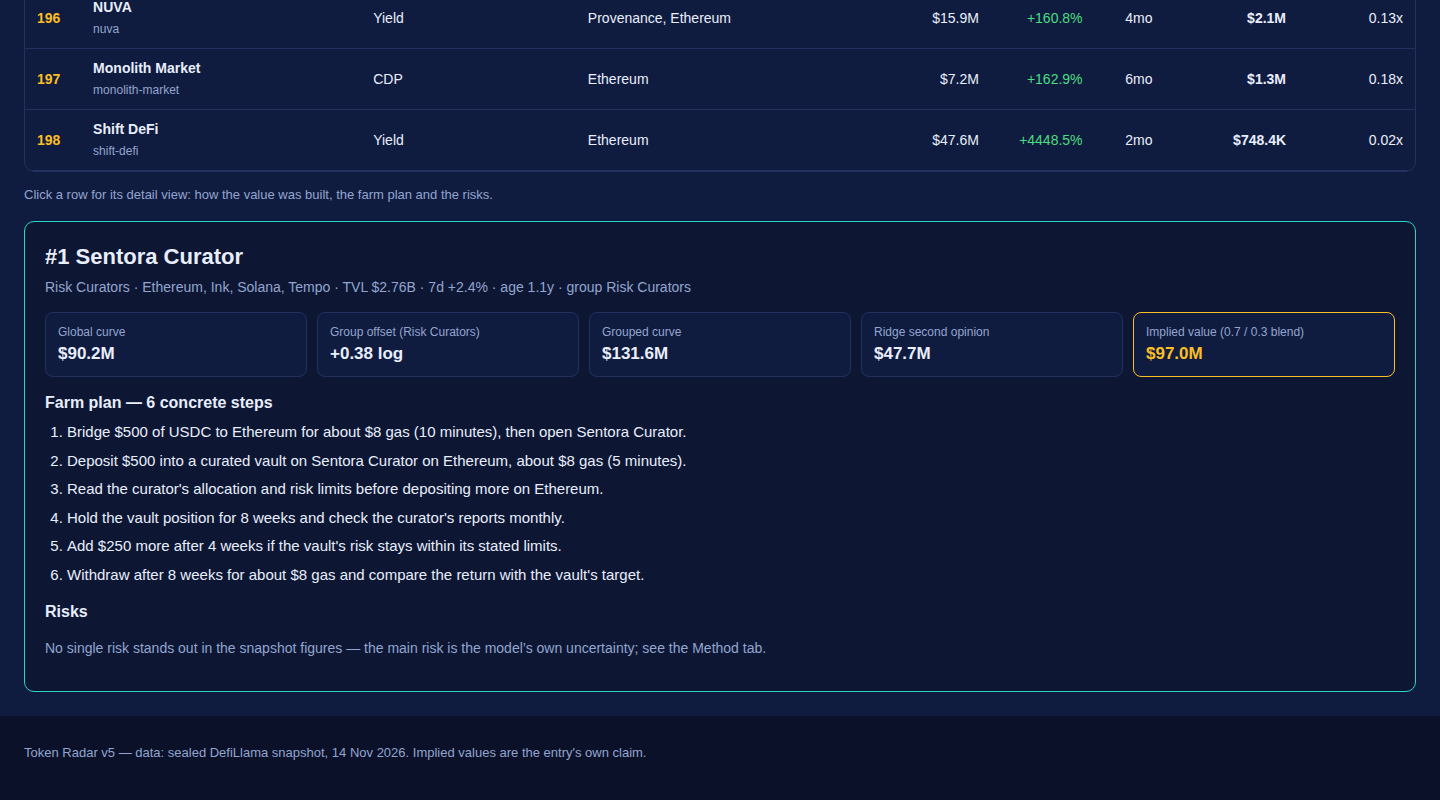 196 NUVA Yield Provenance, Ethereum $15.9M +160.8% 4mo $2.1M 0.13x
nuva
197 Monolith Market CDP Ethereum $7.2M +162.9% 6mo $1.3M 0.18x
monolith-market
198 Shift DeFi Yield Ethereum $47.6M +4448.5% 2mo $748.4K 0.02x
shift-defi
Click a row for its detail view: how the value was built, the farm plan and the risks.
#1 Sentora Curator
Risk Curators · Ethereum, Ink, Solana, Tempo · TVL $2.76B · 7d +2.4% · age 1.1y · group Risk Curators
Global curve
$90.2M
Group offset (Risk Curators)
+0.38 log
Grouped curve
$131.6M
Ridge second opinion
$47.7M
Implied value (0.7 / 0.3 blend)
$97.0M
Farm plan — 6 concrete steps
1. Bridge $500 of USDC to Ethereum for about $8 gas (10 minutes), then open Sentora Curator.
2. Deposit $500 into a curated vault on Sentora Curator on Ethereum, about $8 gas (5 minutes).
3. Read the curator's allocation and risk limits before depositing more on Ethereum.
4. Hold the vault position for 8 weeks and check the curator's reports monthly.
5. Add $250 more after 4 weeks if the vault's risk stays within its stated limits.
6. Withdraw after 8 weeks for about $8 gas and compare the return with the vault's target.
Risks
No single risk stands out in the snapshot figures — the main risk is the model's own uncertainty; see the Method tab.
Token Radar v5 — data: sealed DefiLlama snapshot, 14 Nov 2026. Implied values are the entry's own claim.